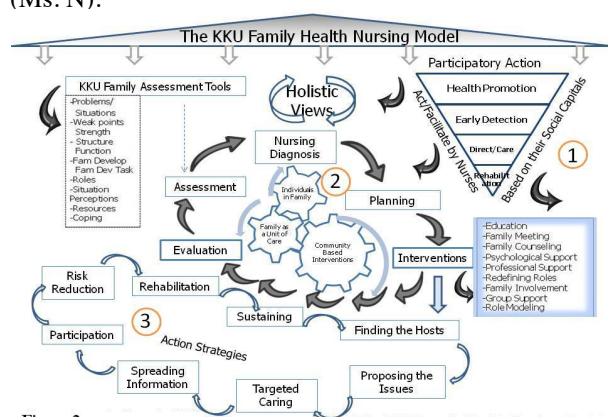 (Ms. N).
The KKU Family Health Nursing Model
Participatory Action
KKU Family Assessment Tools
-Problems/
Situations
-Weak points
Strength
- Structure
Function
-Fam Develop
Fam Dev Task
-Roles
-Situation
Perceptions
-Resources
-Coping
Holistic
Views
Health Promotion
Early Detection
Direct/Care
Rehabilit
ation
Act/Facilitate by Nurses
Based on their Social Capitals
1
Nursing
Diagnosis
2
Assessment
Planning
Individuals
in Family
Family as
a Unit of
Care
Community
Based
Interventions
Evaluation
Interventions
-Education
-Family Meeting
-Family Counseling
-Psychological Support
-Professional Support
-Redefining Roles
-Family Involvement
-Group Support
-Role Modeling
Risk
Reduction
Rehabilitation
Sustaining
Finding the Hosts
Participation
3
Action Strategies
Spreading
Information
Targeted
Caring
Proposing the
Issues